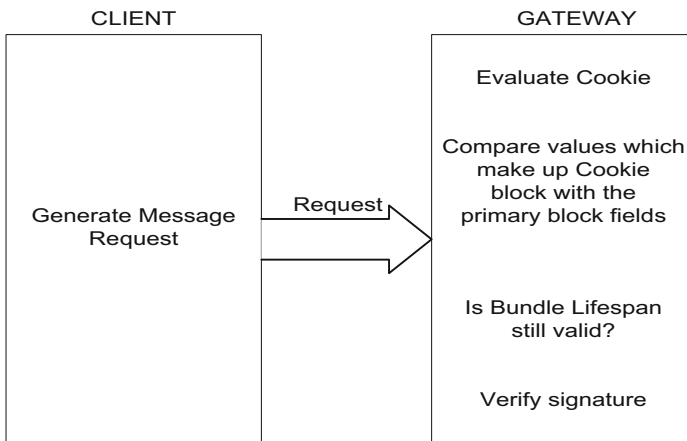 CLIENT
GATEWAY
Generate Message
Request
Request
Evaluate Cookie
Compare values which
make up Cookie
block with the
primary block fields
Is Bundle Lifespan
still valid?
Verify signature